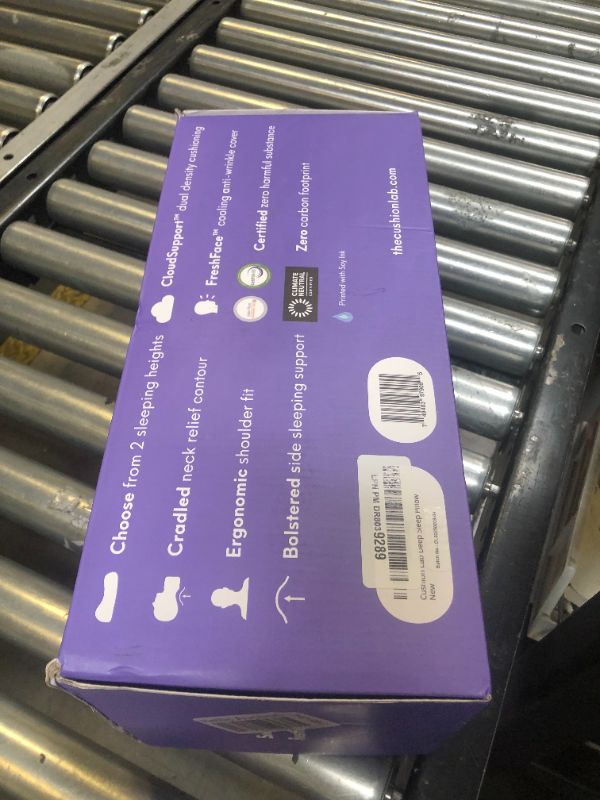 Choose from 2 sleeping heights
Cradled neck relief contour
Ergonomic shoulder fit
Bolstered side sleeping support
CloudSupport™ dual density cushioning
FreshFace™ cooling anti-wrinkle cover
Certified zero harmful substance
Zero carbon footprint
CLIMATE
NEUTRAL
CERTIFIED
Printed with Soy Ink
thecushionlab.com
Cushion Lab Deep Sleep Pillow
New